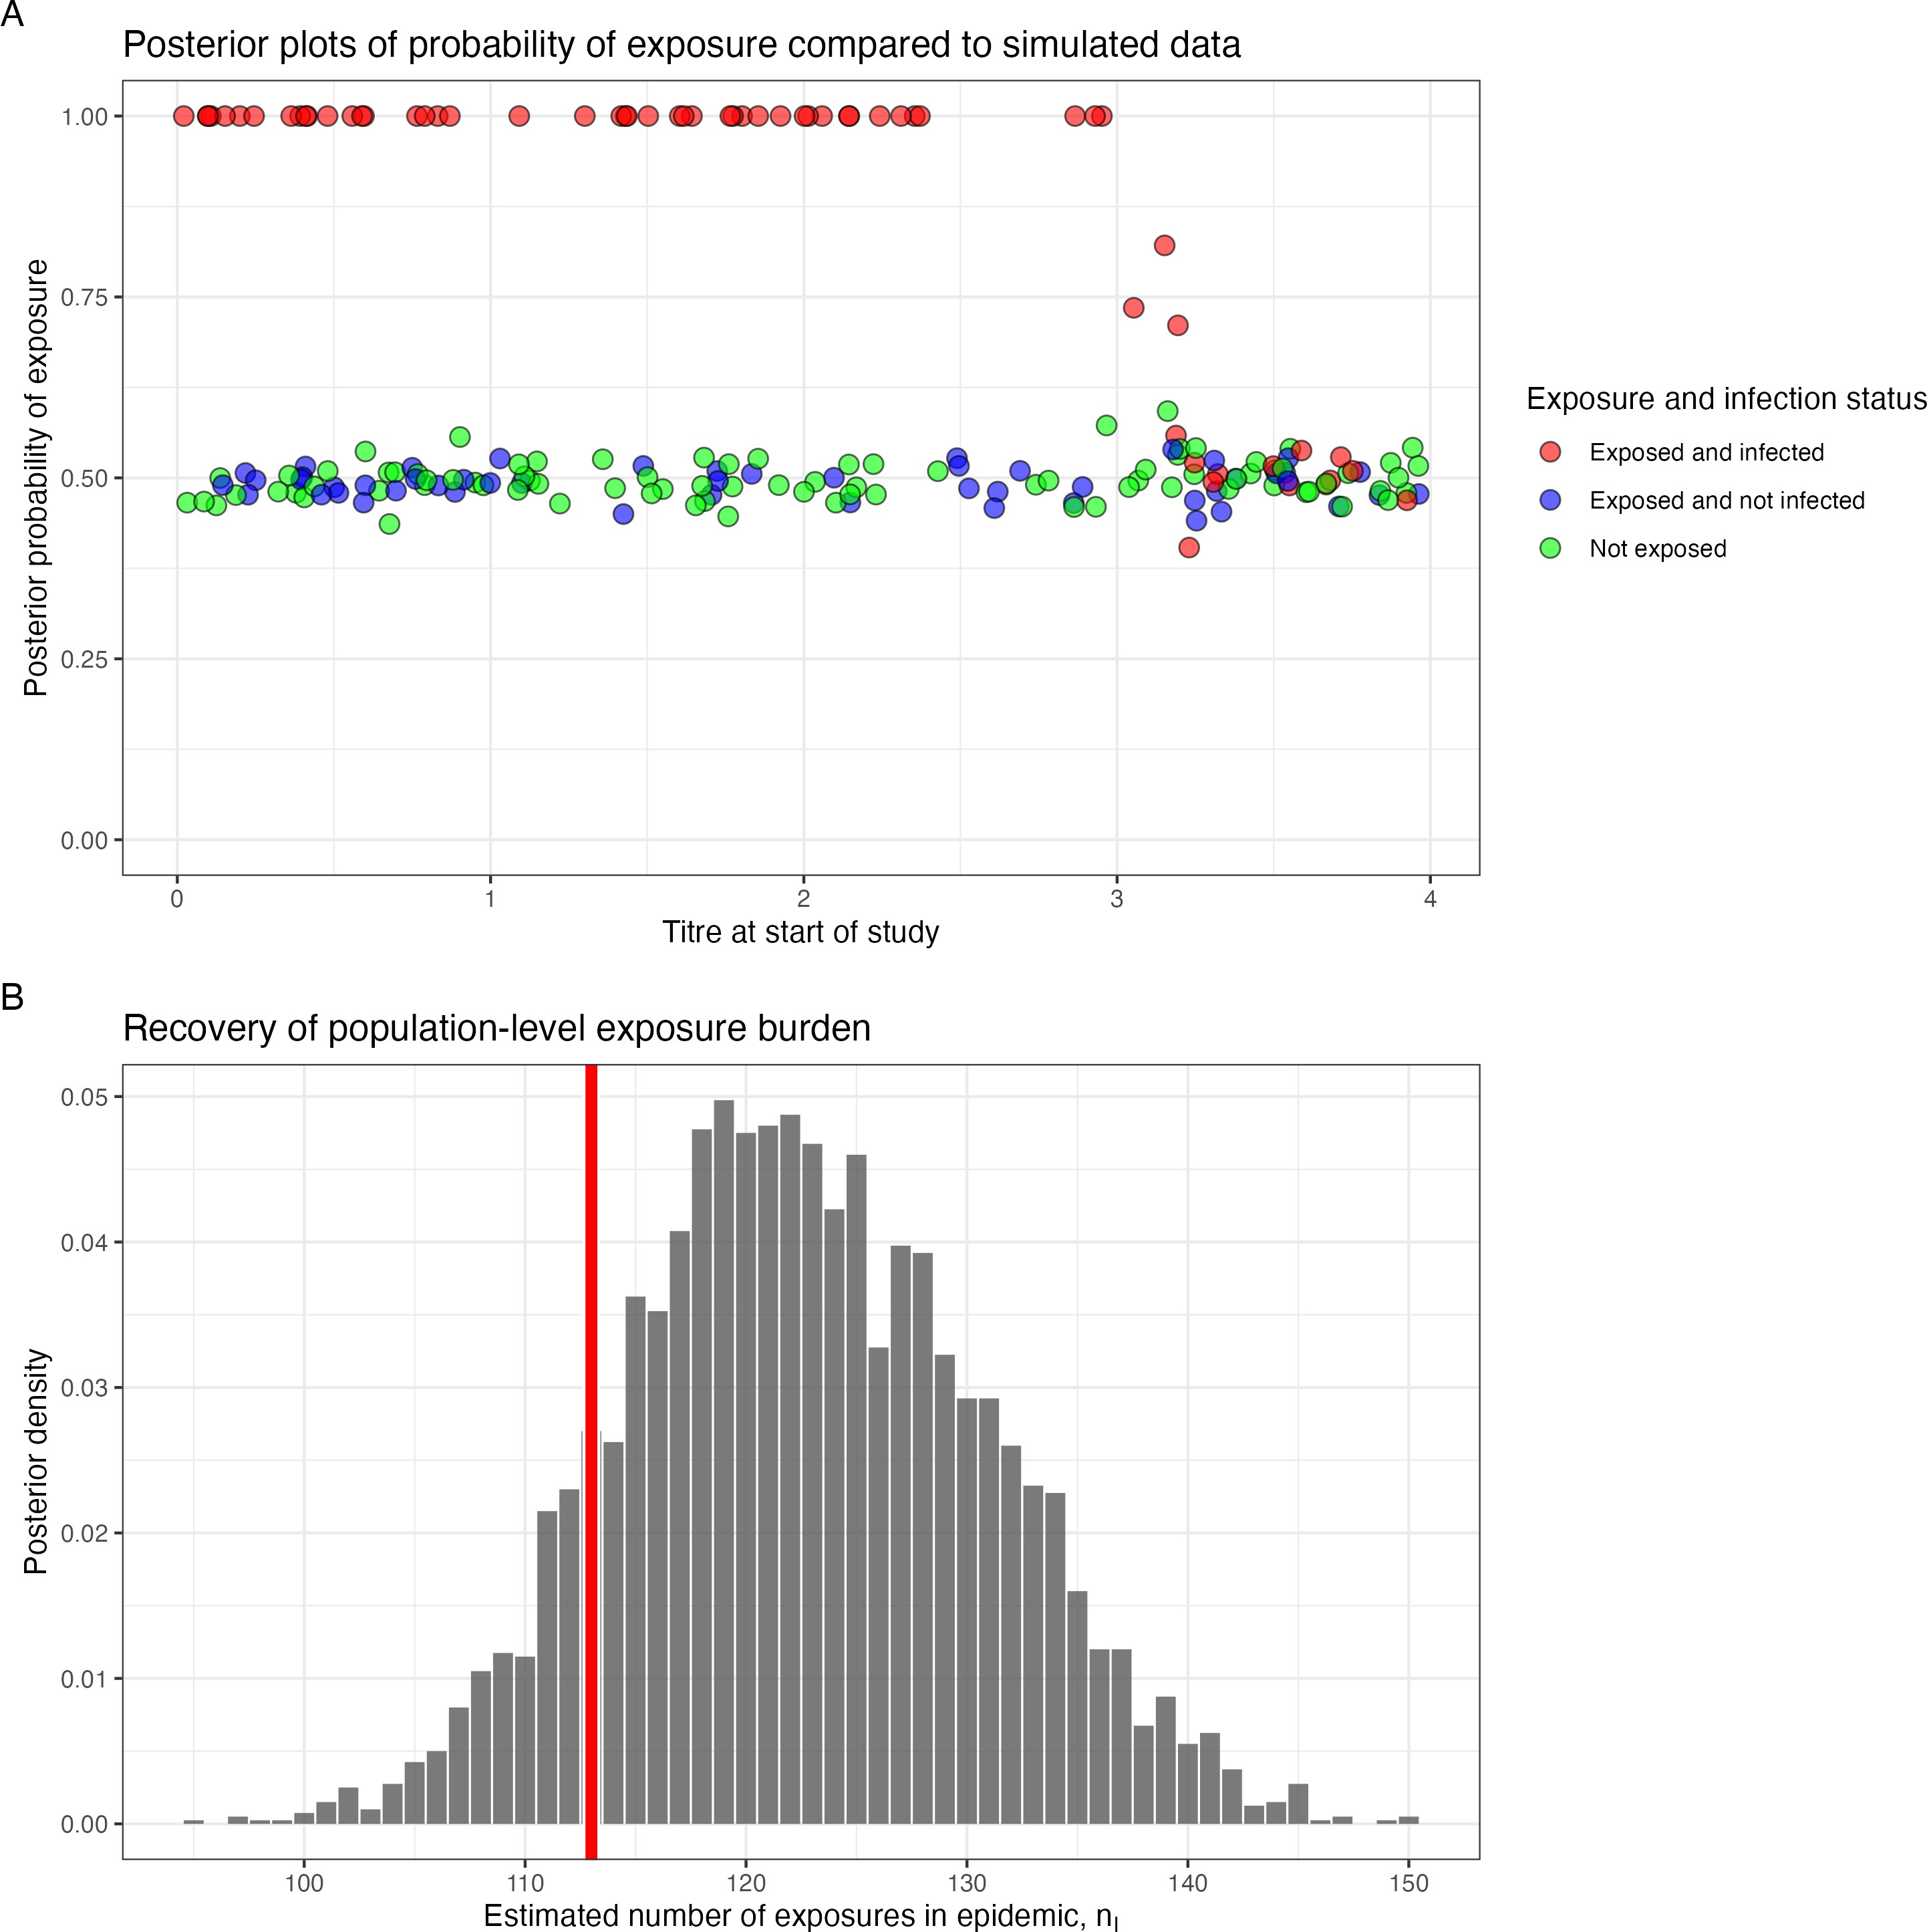 A
Posterior plots of probability of exposure compared to simulated data
Posterior probability of exposure
1.00
0.75
0.50
0.25
0.00
0 1 2 3 4
Titre at start of study
Exposure and infection status
Exposed and infected
Exposed and not infected
Not exposed
B
Recovery of population-level exposure burden
Posterior density
0.05
0.04
0.03
0.02
0.01
0.00
100 110 120 130 140 150
Estimated number of exposures in epidemic, nI